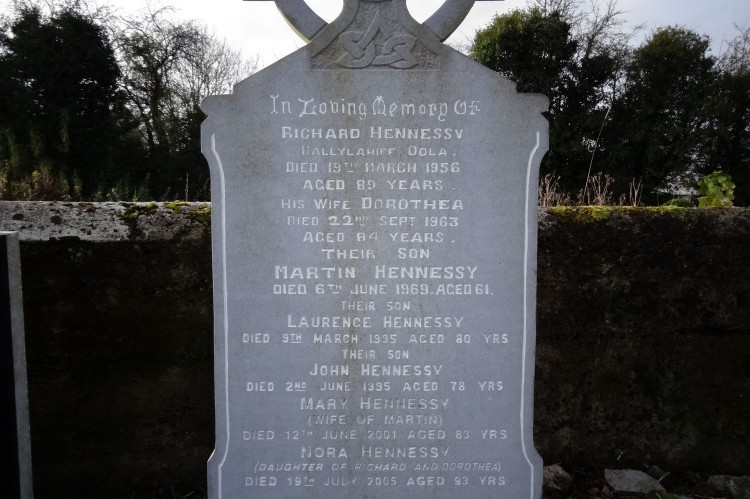 In Loving Memory Of
RICHARD HENNESSY
BALLYLAHIFF OOLA.
DIED 19TH MARCH 1956
AGED 89 YEARS.
HIS WIFE DOROTHEA
DIED 22ND SEPT 1963
AGED 84 YEARS.
THEIR SON
MARTIN HENNESSY
DIED 6TH JUNE 1969. AGED 61.
THEIR SON
LAURENCE HENNESSY
DIED 9TH MARCH 1995 AGED 80 YRS
THEIR SON
JOHN HENNESSY
DIED 2ND JUNE 1995 AGED 78 YRS
MARY HENNESSY
(WIFE OF MARTIN)
DIED 12TH JUNE 2001 AGED 83 YRS
NORA HENNESSY
(DAUGHTER OF RICHARD AND DOROTHEA)
DIED 19TH JULY 2005 AGED 93 YRS